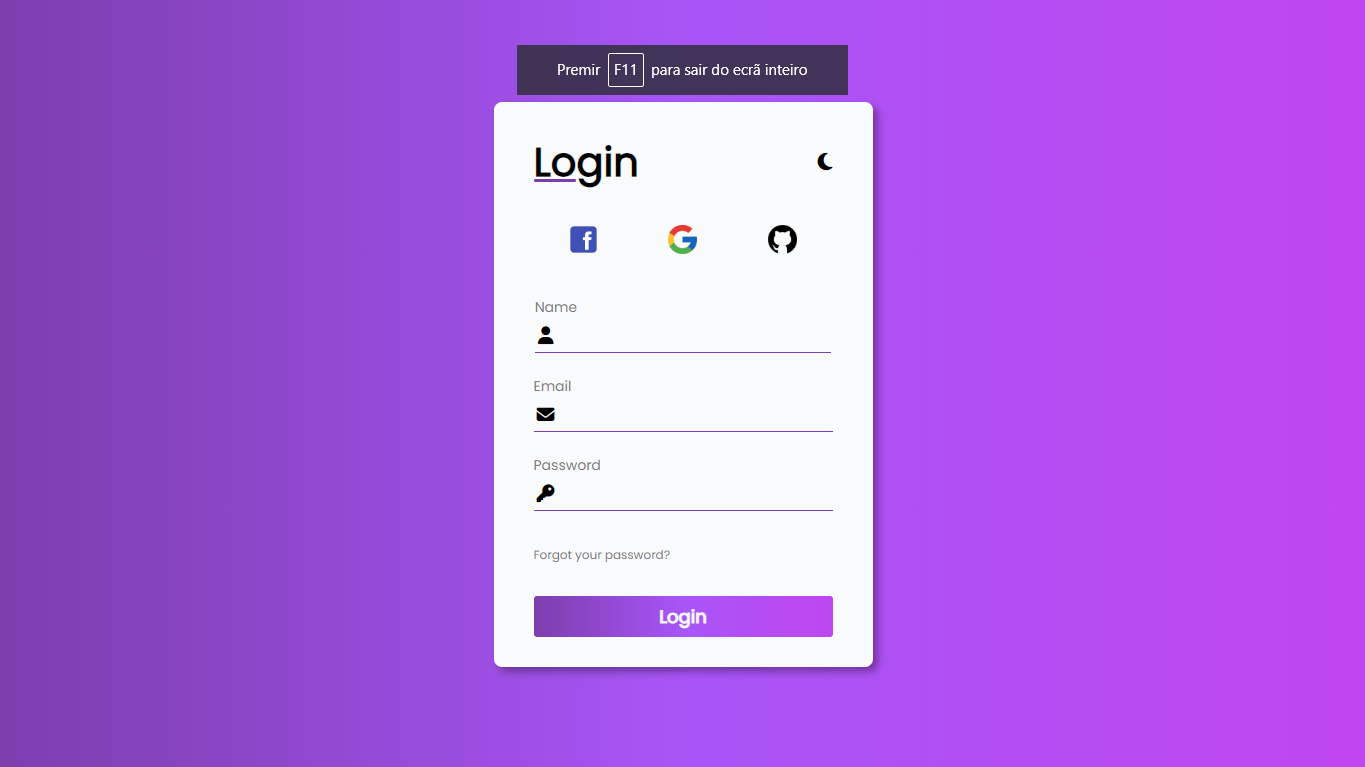 Premir F11 para sair do ecrã inteiro
Login
Name
Email
Password
Forgot your password?
Login